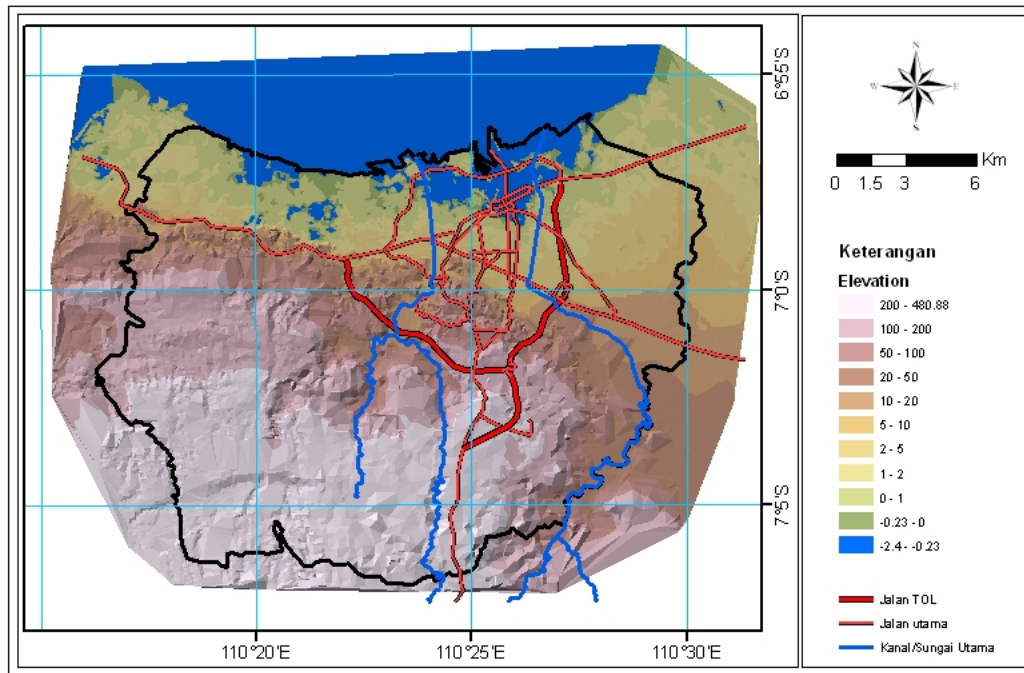 6°55'S
7°0'S
7°5'S
110°20'E
110°25'E
110°30'E
N
W E
S
Km
0 1.5 3 6
Keterangan
Elevation
200 - 480.88
100 - 200
50 - 100
20 - 50
10 - 20
5 - 10
2 - 5
1 - 2
0 - 1
-0.23 - 0
-2.4 - -0.23
Jalan TOL
Jalan utama
Kanal/Sungai Utama